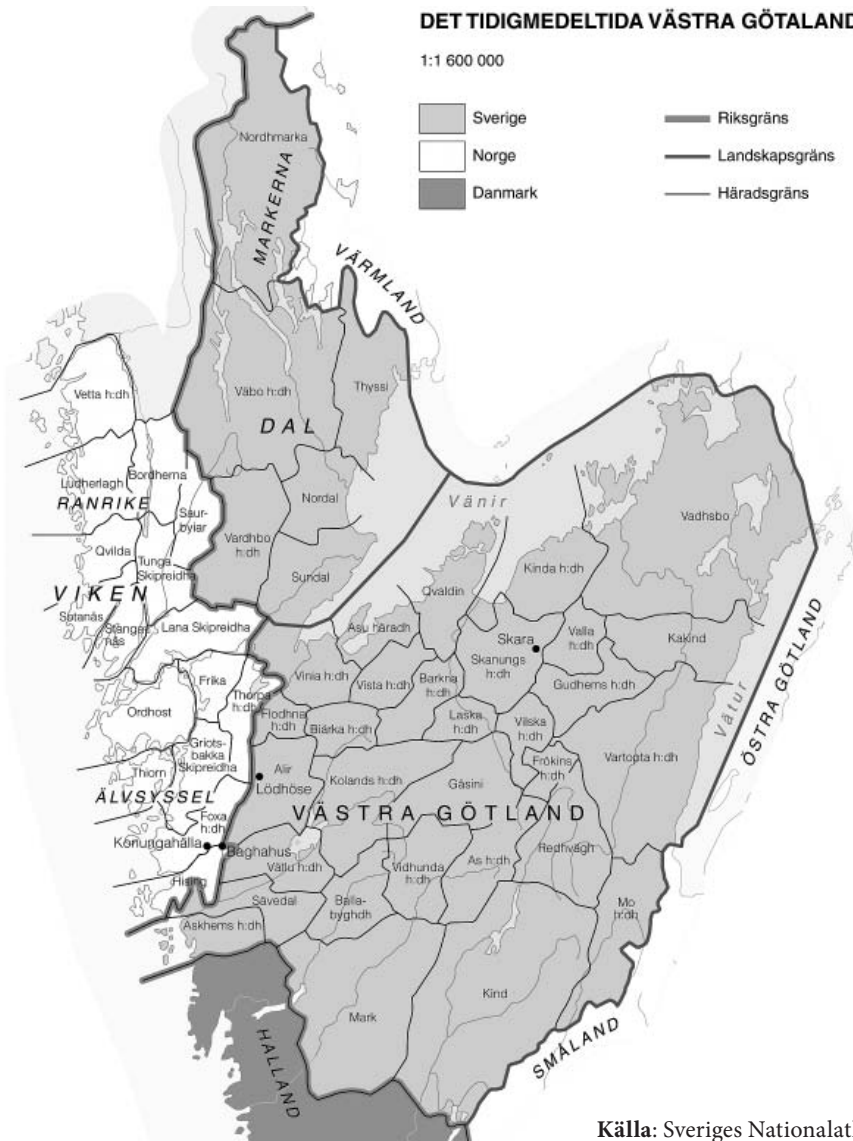 DET TIDIGMEDELTIDA VÄSTRA GÖTALAND
1:1 600 000
Sverige
Norge
Danmark
Riksgräns
Landskapsgräns
Häradsgräns
Nordhmarka
MARKERNA
VÄRMLAND
Vetta h:dh
Väbo h:dh
Thyssi
DAL
Ludherlagh
Bordherna
RANRIKE
Saur-
byiar
Nordal
Vänir
Vadhsbo
Vardhbo
h:dh
Qvilda
Tunga
Skipreidha
Sundal
Kinda h:dh
Qvaldin
VIKEN
Sotanäs
Stånge
näs
Lana Skipreidha
Asu häradh
Skara
Valla
h:dh
Kakind
Skanungs
h:dh
Frika
Thorpa
h:dh
Vinia h:dh
Vista h:dh
Barkna
h:dh
Gudhems h:dh
Ordhost
Flodhna
h:dh
Biärka h:dh
Laska
h:dh
Vilska
h:dh
Vätur
ÖSTRA GÖTLAND
Griots-
bakka
Skipreidha
Vartopta h:dh
Frökins
h:dh
Thiorn
Alir
Lödhöse
Kolands h:dh
Gäsini
ÄLVSYSSEL
VÄSTRA GÖTLAND
Foxa
h:dh
Konungahälla
Baghahus
Redhvägh
Vätlu h:dh
Vidhunda
h:dh
As h:dh
Hising
Sävedal
Balla-
byghdh
Mo
h:dh
Askhems h:dh
Mark
Kind
HALLAND
SMÅLAND
Källa: Sveriges Nationalat